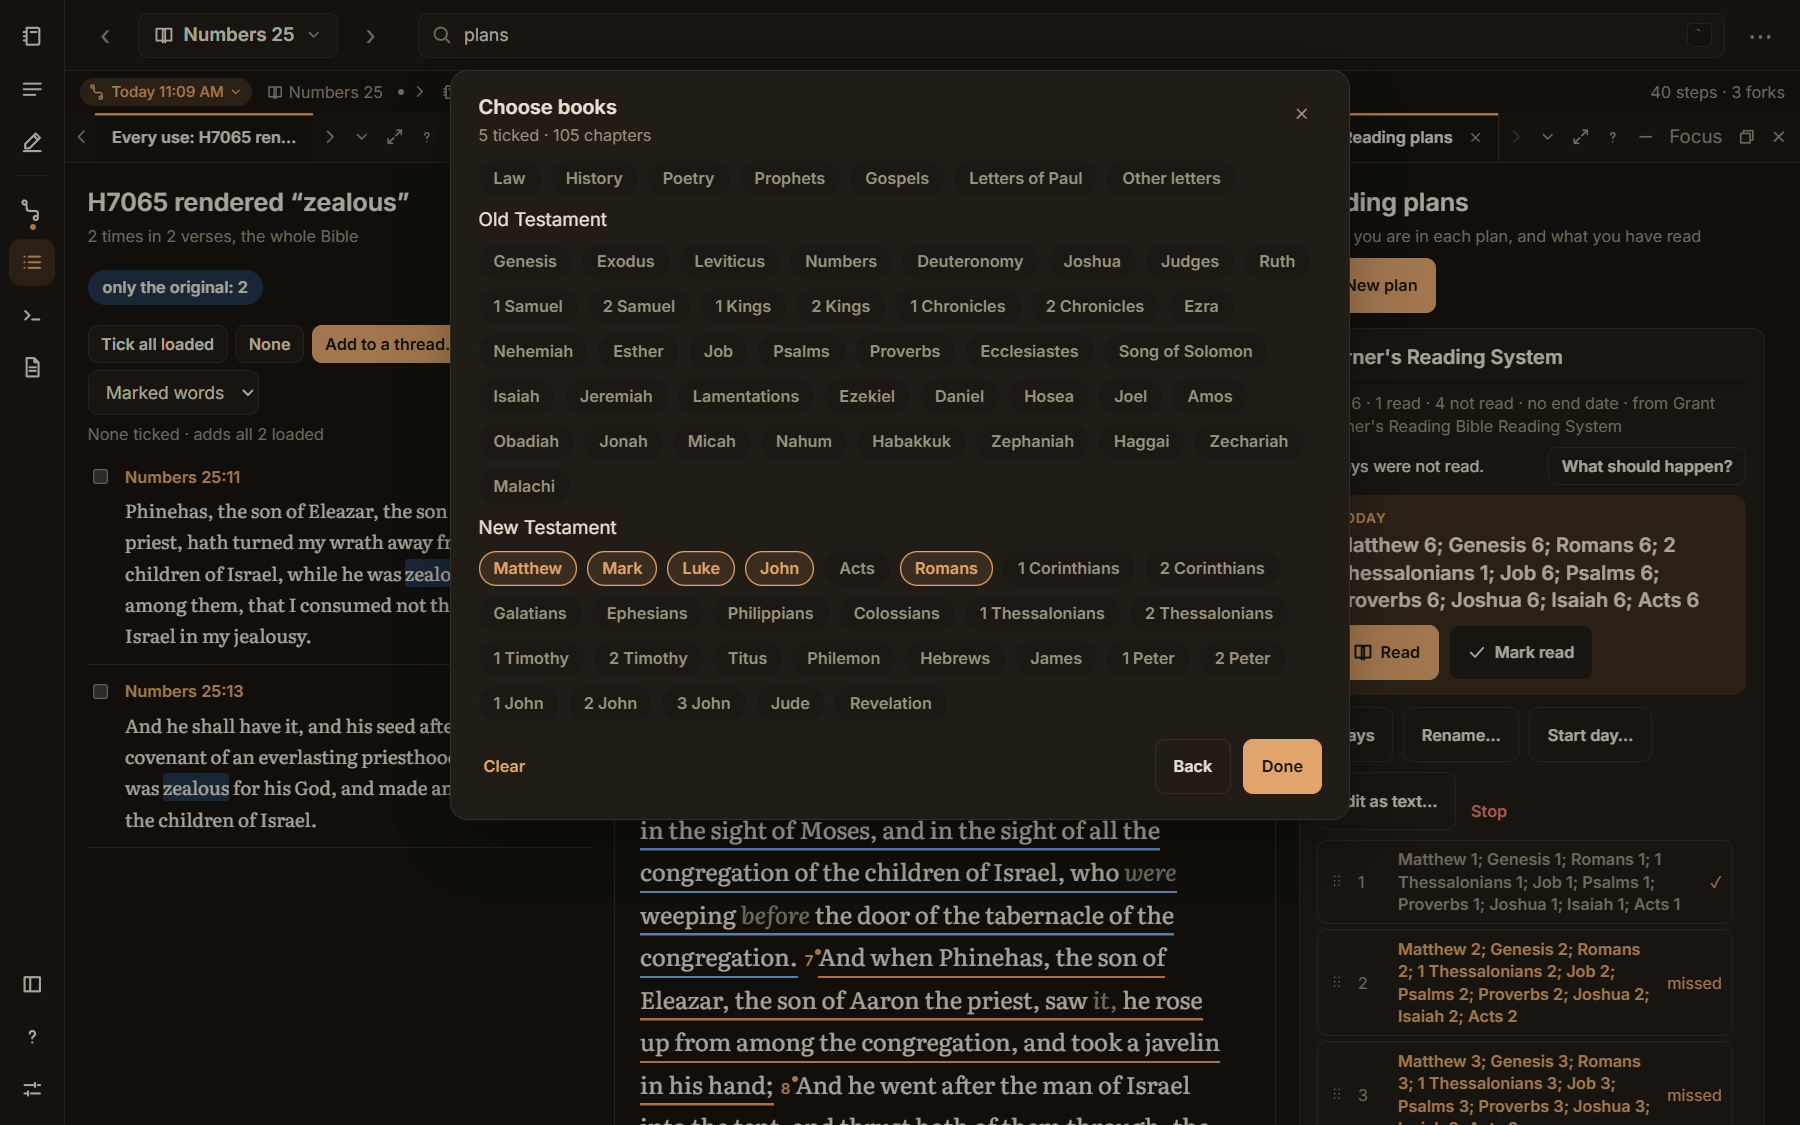 Numbers 25
plans
`
Today 11:09 AM
Numbers 25
40 steps · 3 forks
Every use: H7065 ren...
?
Reading plans
?
Focus
H7065 rendered “zealous”
2 times in 2 verses, the whole Bible
only the original: 2
Tick all loaded
None
Add to a thread.
Marked words
None ticked · adds all 2 loaded
Numbers 25:11
Phinehas, the son of Eleazar, the son
priest, hath turned my wrath away fr
children of Israel, while he was zealo
among them, that I consumed not th
Israel in my jealousy.
Numbers 25:13
And he shall have it, and his seed afte
covenant of an everlasting priesthoo
was zealous for his God, and made an
the children of Israel.
Choose books
5 ticked · 105 chapters
Law History Poetry Prophets Gospels Letters of Paul Other letters
Old Testament
Genesis Exodus Leviticus Numbers Deuteronomy Joshua Judges Ruth
1 Samuel 2 Samuel 1 Kings 2 Kings 1 Chronicles 2 Chronicles Ezra
Nehemiah Esther Job Psalms Proverbs Ecclesiastes Song of Solomon
Isaiah Jeremiah Lamentations Ezekiel Daniel Hosea Joel Amos
Obadiah Jonah Micah Nahum Habakkuk Zephaniah Haggai Zechariah
Malachi
New Testament
Matthew Mark Luke John Acts Romans 1 Corinthians 2 Corinthians
Galatians Ephesians Philippians Colossians 1 Thessalonians 2 Thessalonians
1 Timothy 2 Timothy Titus Philemon Hebrews James 1 Peter 2 Peter
1 John 2 John 3 John Jude Revelation
Clear
Back
Done
in the sight of Moses, and in the sight of all the
congregation of the children of Israel, who were
weeping before the door of the tabernacle of the
congregation. 7 And when Phinehas, the son of
Eleazar, the son of Aaron the priest, saw it, he rose
up from among the congregation, and took a javelin
in his hand; 8 And he went after the man of Israel
into the tent, and thrust both of them through, the
ding plans
you are in each plan, and what you have read
New plan
ner's Reading System
6 · 1 read · 4 not read · no end date · from Grant
ner's Reading Bible Reading System
ys were not read.
What should happen?
ODAY
Matthew 6; Genesis 6; Romans 6; 2
Thessalonians 1; Job 6; Psalms 6;
Proverbs 6; Joshua 6; Isaiah 6; Acts 6
Read
Mark read
ays
Rename...
Start day...
dit as text...
Stop
1
Matthew 1; Genesis 1; Romans 1; 1
Thessalonians 1; Job 1; Psalms 1;
Proverbs 1; Joshua 1; Isaiah 1; Acts 1
2
Matthew 2; Genesis 2; Romans
2; 1 Thessalonians 2; Job 2;
Psalms 2; Proverbs 2; Joshua 2;
Isaiah 2; Acts 2
missed
3
Matthew 3; Genesis 3; Romans
3; 1 Thessalonians 3; Job 3;
Psalms 3; Proverbs 3; Joshua 3;
missed
?